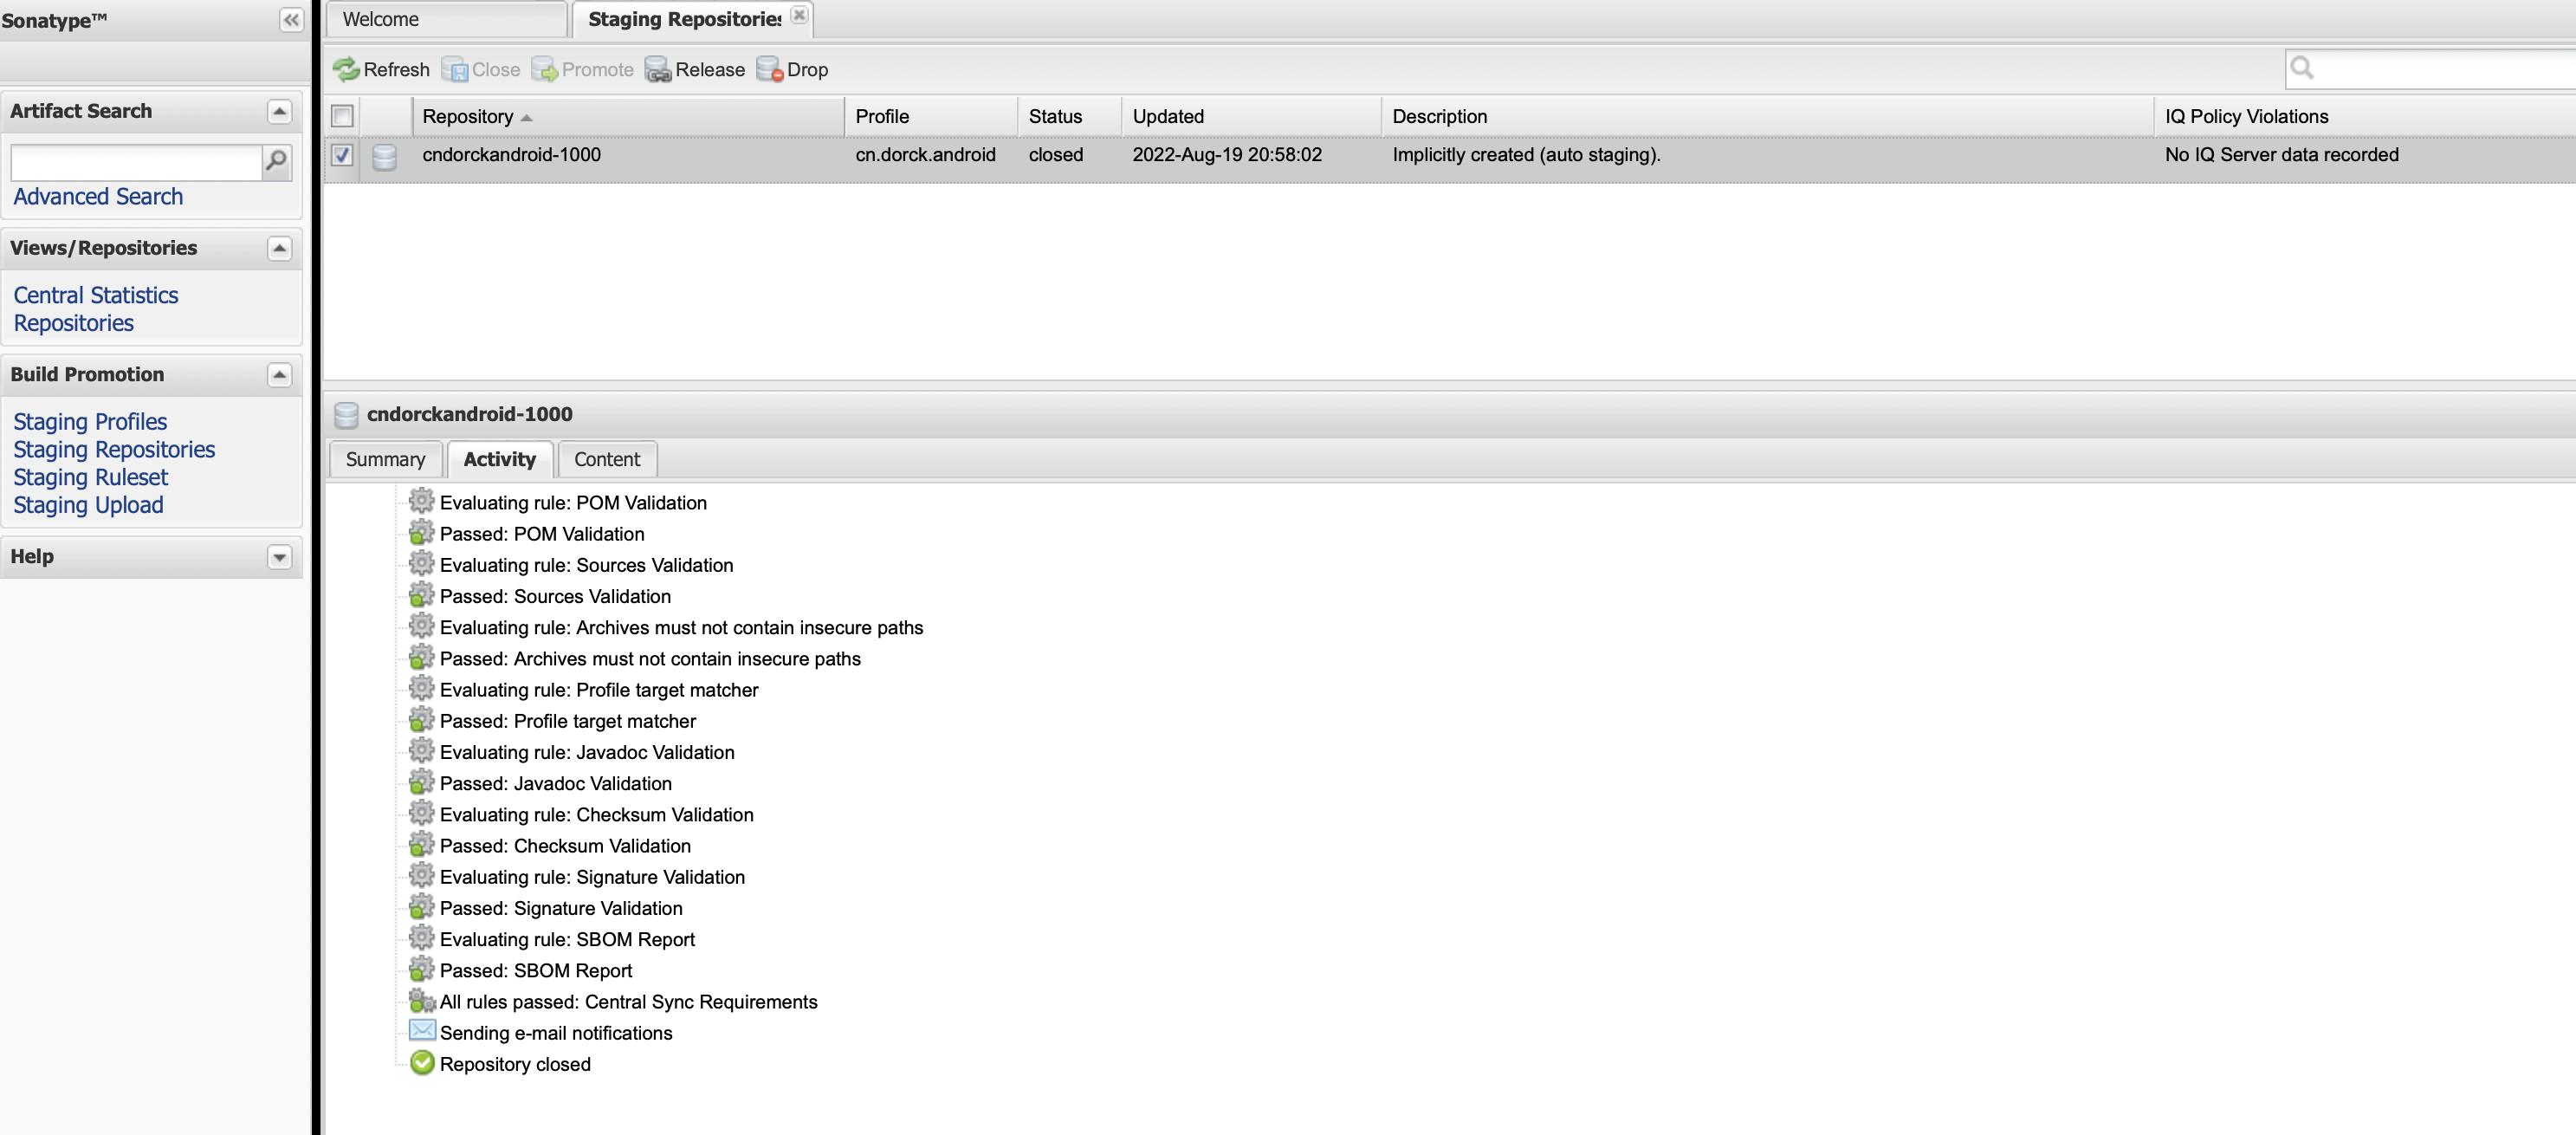 Sonatype™
Welcome
Staging Repositories
Refresh Close Promote Release Drop
Artifact Search
Advanced Search
Views/Repositories
Central Statistics
Repositories
Build Promotion
Staging Profiles
Staging Repositories
Staging Ruleset
Staging Upload
Help
Repository Profile Status Updated Description IQ Policy Violations
cndorckandroid-1000 cn.dorck.android closed 2022-Aug-19 20:58:02 Implicitly created (auto staging). No IQ Server data recorded
cndorckandroid-1000
Summary Activity Content
Evaluating rule: POM Validation
Passed: POM Validation
Evaluating rule: Sources Validation
Passed: Sources Validation
Evaluating rule: Archives must not contain insecure paths
Passed: Archives must not contain insecure paths
Evaluating rule: Profile target matcher
Passed: Profile target matcher
Evaluating rule: Javadoc Validation
Passed: Javadoc Validation
Evaluating rule: Checksum Validation
Passed: Checksum Validation
Evaluating rule: Signature Validation
Passed: Signature Validation
Evaluating rule: SBOM Report
Passed: SBOM Report
All rules passed: Central Sync Requirements
Sending e-mail notifications
Repository closed